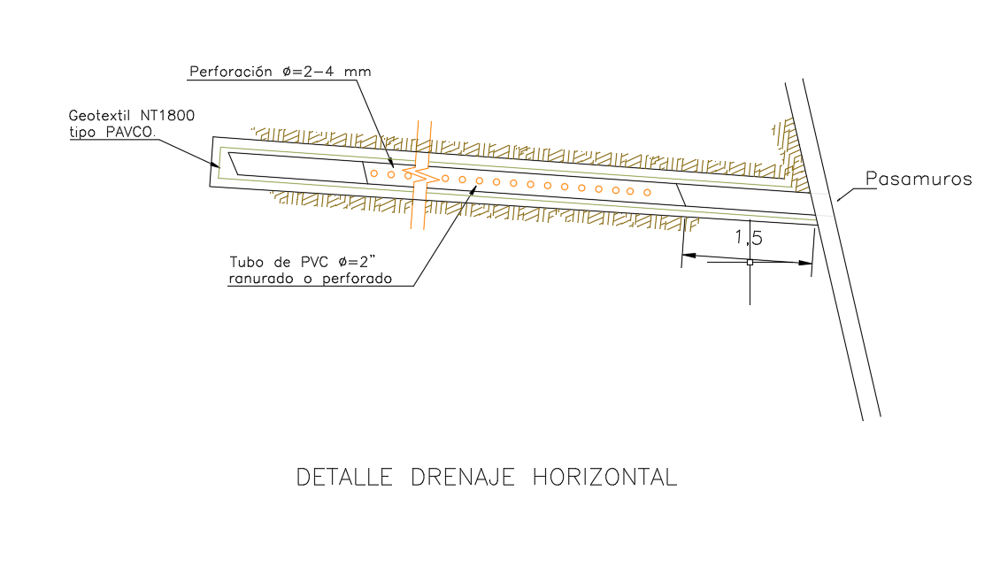 Perforación ø=2-4 mm
Geotextil NT1800
tipo PAVCO.
Pasamuros
1,5
Tubo de PVC ø=2"
ranurado o perforado
DETALLE DRENAJE HORIZONTAL